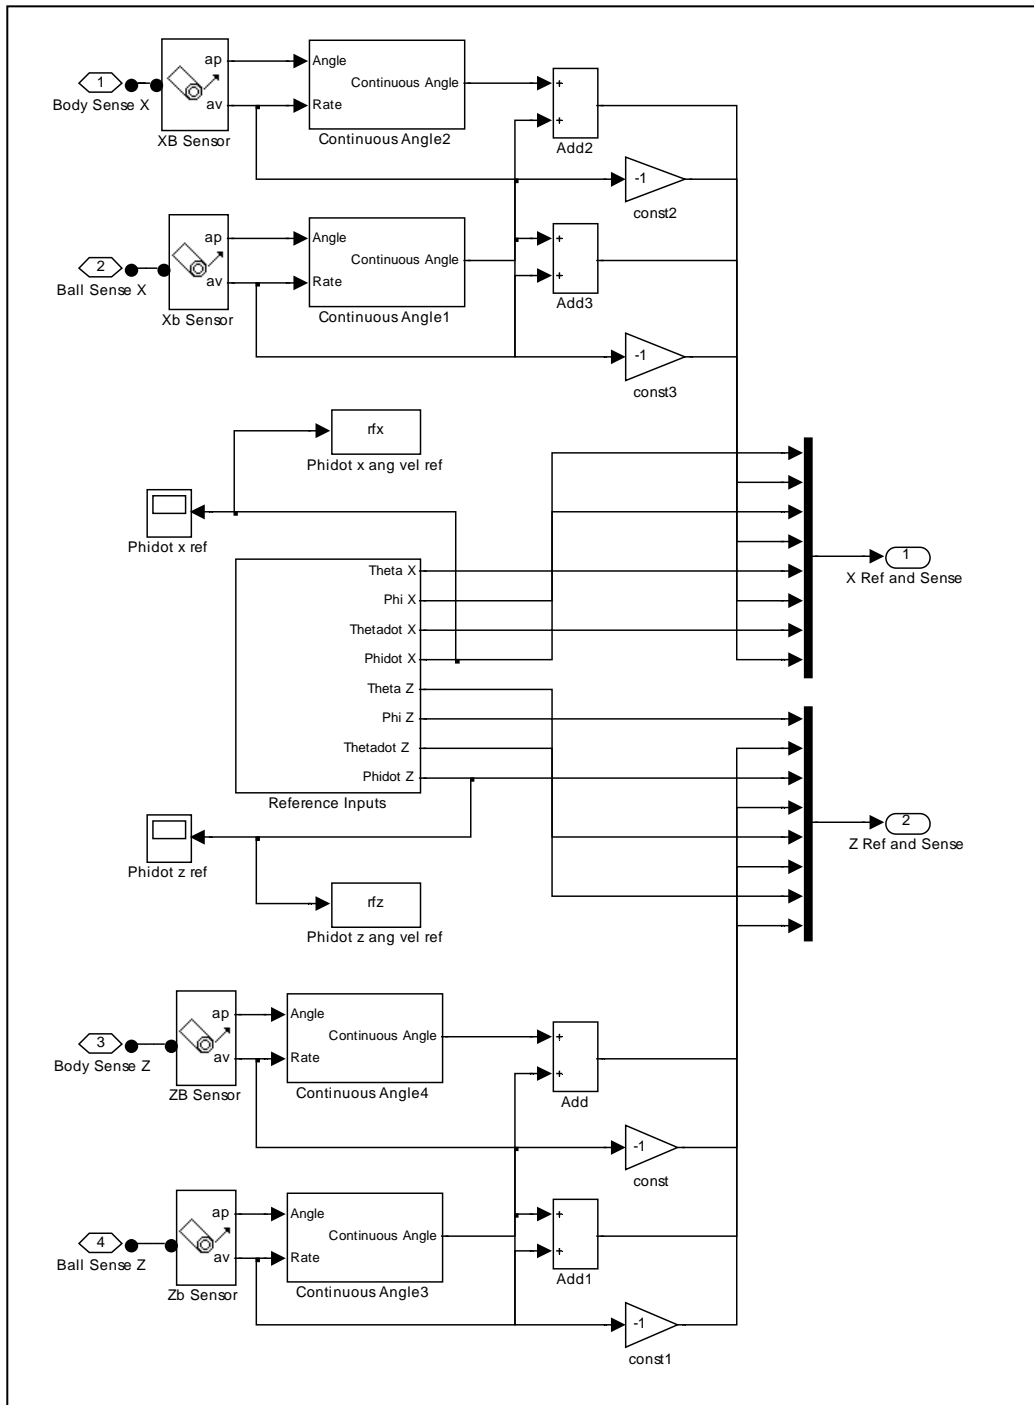 1
Body Sense X
ap
av
XB Sensor
Angle
Rate
Continuous Angle
Continuous Angle2
+
+
Add2
-1
const2
2
Ball Sense X
ap
av
Xb Sensor
Angle
Rate
Continuous Angle
Continuous Angle1
+
+
Add3
-1
const3
rfx
Phidot x ang vel ref
Phidot x ref
Theta X
Phi X
Thetadot X
Phidot X
Theta Z
Phi Z
Thetadot Z
Phidot Z
Reference Inputs
1
X Ref and Sense
2
Z Ref and Sense
Phidot z ref
rfz
Phidot z ang vel ref
3
Body Sense Z
ap
av
ZB Sensor
Angle
Rate
Continuous Angle
Continuous Angle4
+
+
Add
-1
const
4
Ball Sense Z
ap
av
Zb Sensor
Angle
Rate
Continuous Angle
Continuous Angle3
+
+
Add1
-1
const1